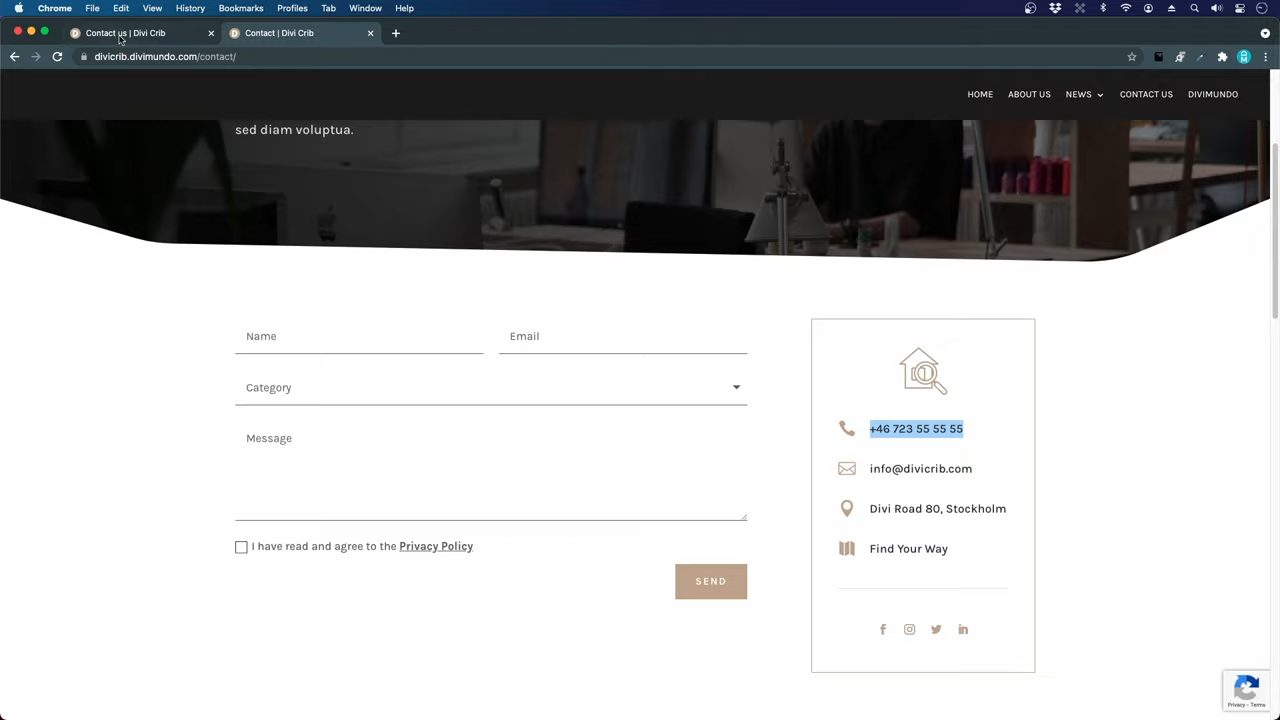 Chrome File Edit View History Bookmarks Profiles Tab Window Help
Contact us | Divi Crib
Contact | Divi Crib
divicrib.divimundo.com/contact/
HOME ABOUT US NEWS CONTACT US DIVIMUNDO
sed diam voluptua.
Name
Email
Category
Message
I have read and agree to the Privacy Policy
SEND
+46 723 55 55 55
info@divicrib.com
Divi Road 80, Stockholm
Find Your Way
Privacy - Terms